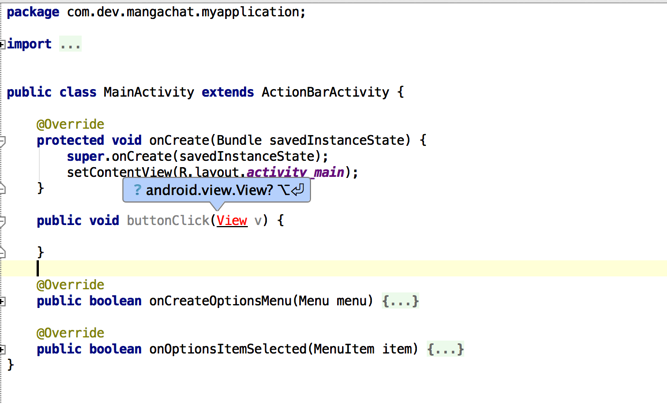 package com.dev.mangachat.myapplication;
import ...
public class MainActivity extends ActionBarActivity {
@Override
protected void onCreate(Bundle savedInstanceState) {
super.onCreate(savedInstanceState);
setContentView(R.layout.activity_main);
}
? android.view.View? ⌥⏎
public void buttonClick(View v) {
}
@Override
public boolean onCreateOptionsMenu(Menu menu) {...}
@Override
public boolean onOptionsItemSelected(MenuItem item) {...}
}